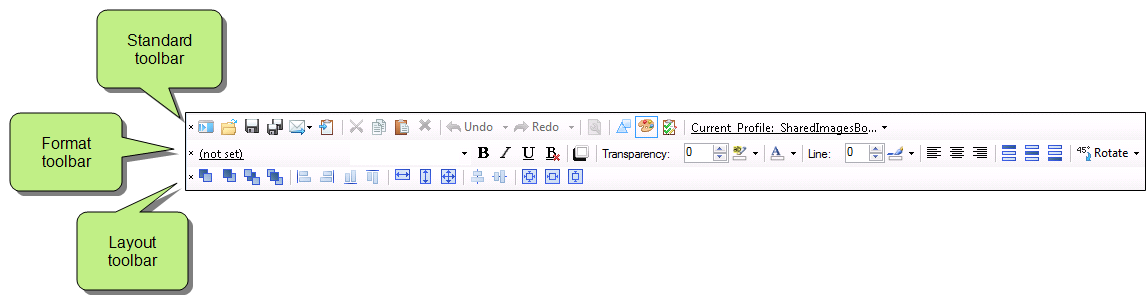 Standard
toolbar
Undo Redo Current Profile: SharedImagesBo...
Format
toolbar
(not set) B I U B Transparency: 0 ab A Line: 0 45° Rotate
Layout
toolbar